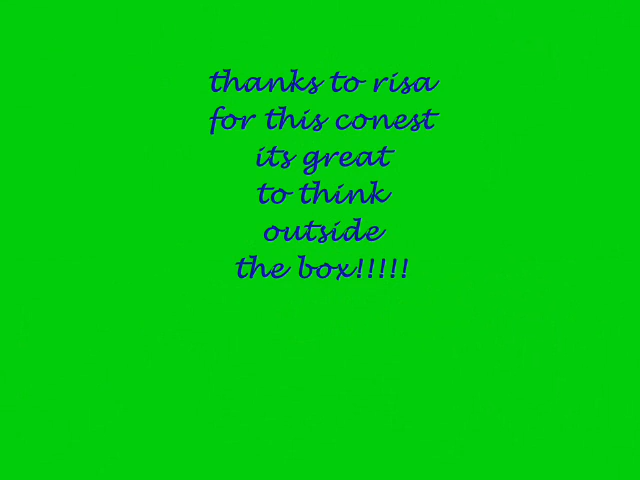 thanks to risa
for this conest
its great
to think
outside
the box!!!!!